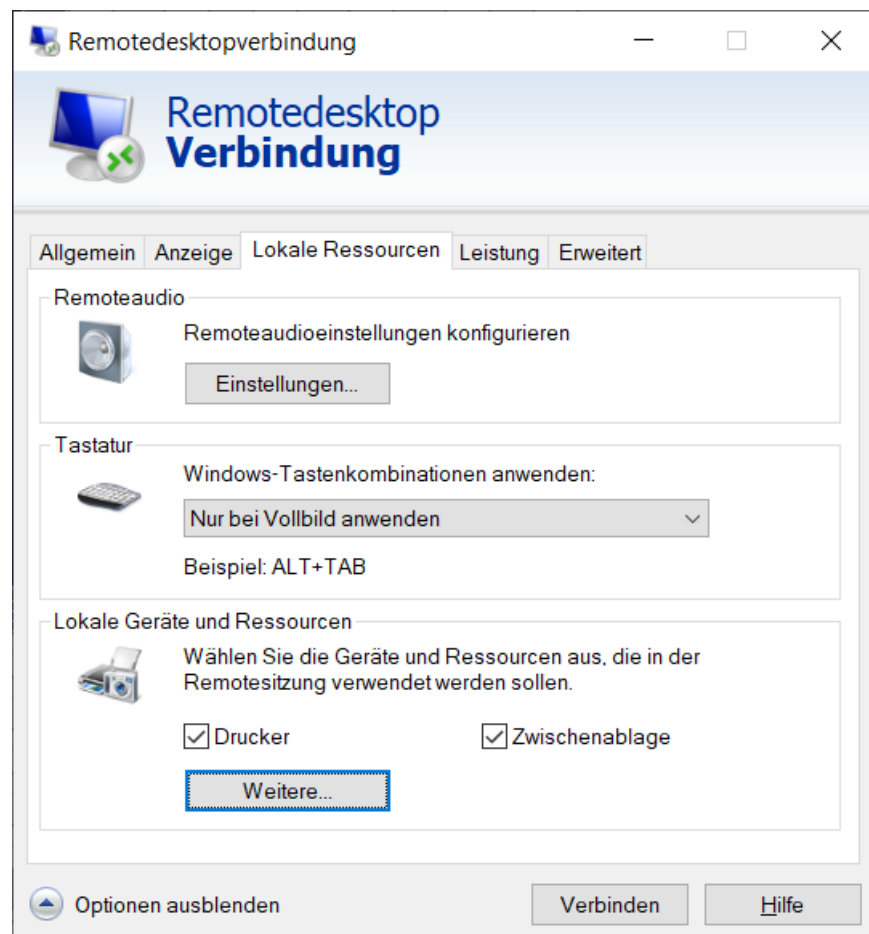 Remotedesktopverbindung
Remotedesktop
Verbindung
Allgemein Anzeige Lokale Ressourcen Leistung Erweitert
Remoteaudio
Remoteaudioeinstellungen konfigurieren
Einstellungen...
Tastatur
Windows-Tastenkombinationen anwenden:
Nur bei Vollbild anwenden
Beispiel: ALT+TAB
Lokale Geräte und Ressourcen
Wählen Sie die Geräte und Ressourcen aus, die in der
Remotesitzung verwendet werden sollen.
Drucker Zwischenablage
Weitere...
Optionen ausblenden Verbinden Hilfe